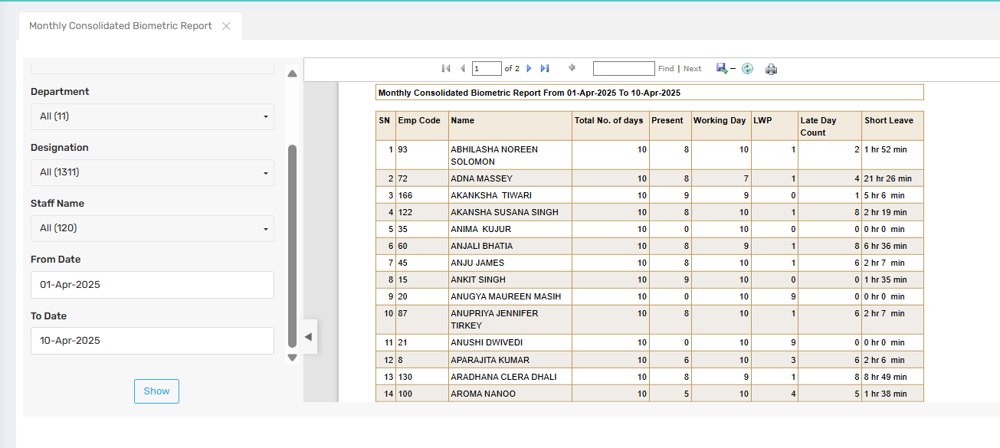 Monthly Consolidated Biometric Report
Department
All (11)
Designation
All (1311)
Staff Name
All (120)
From Date
01-Apr-2025
To Date
10-Apr-2025
Show
1 of 2 Find | Next
Monthly Consolidated Biometric Report From 01-Apr-2025 To 10-Apr-2025
SN Emp Code Name Total No. of days Present Working Day LWP Late Day Short Leave
Count
1 93 ABHILASHA NOREEN 10 8 10 1 2 1 hr 52 min
SOLOMON
2 72 ADNA MASSEY 10 8 7 1 4 21 hr 26 min
3 166 AKANKSHA TIWARI 10 9 9 0 1 5 hr 6 min
4 122 AKANSHA SUSANA SINGH 10 8 10 1 8 2 hr 19 min
5 35 ANIMA KUJUR 10 0 10 0 0 0 hr 0 min
6 60 ANJALI BHATIA 10 8 9 1 8 6 hr 36 min
7 45 ANJU JAMES 10 8 10 1 6 2 hr 7 min
8 15 ANKIT SINGH 10 9 10 0 0 1 hr 35 min
9 20 ANUGYA MAUREEN MASIH 10 0 10 9 0 0 hr 0 min
10 87 ANUPRIYA JENNIFER 10 8 10 1 6 2 hr 7 min
TIRKEY
11 21 ANUSHI DWIVEDI 10 0 10 9 0 0 hr 0 min
12 8 APARAJITA KUMAR 10 6 10 3 6 2 hr 6 min
13 130 ARADHANA CLERA DHALI 10 8 9 1 8 8 hr 49 min
14 100 AROMA NANOO 10 5 10 4 5 1 hr 38 min